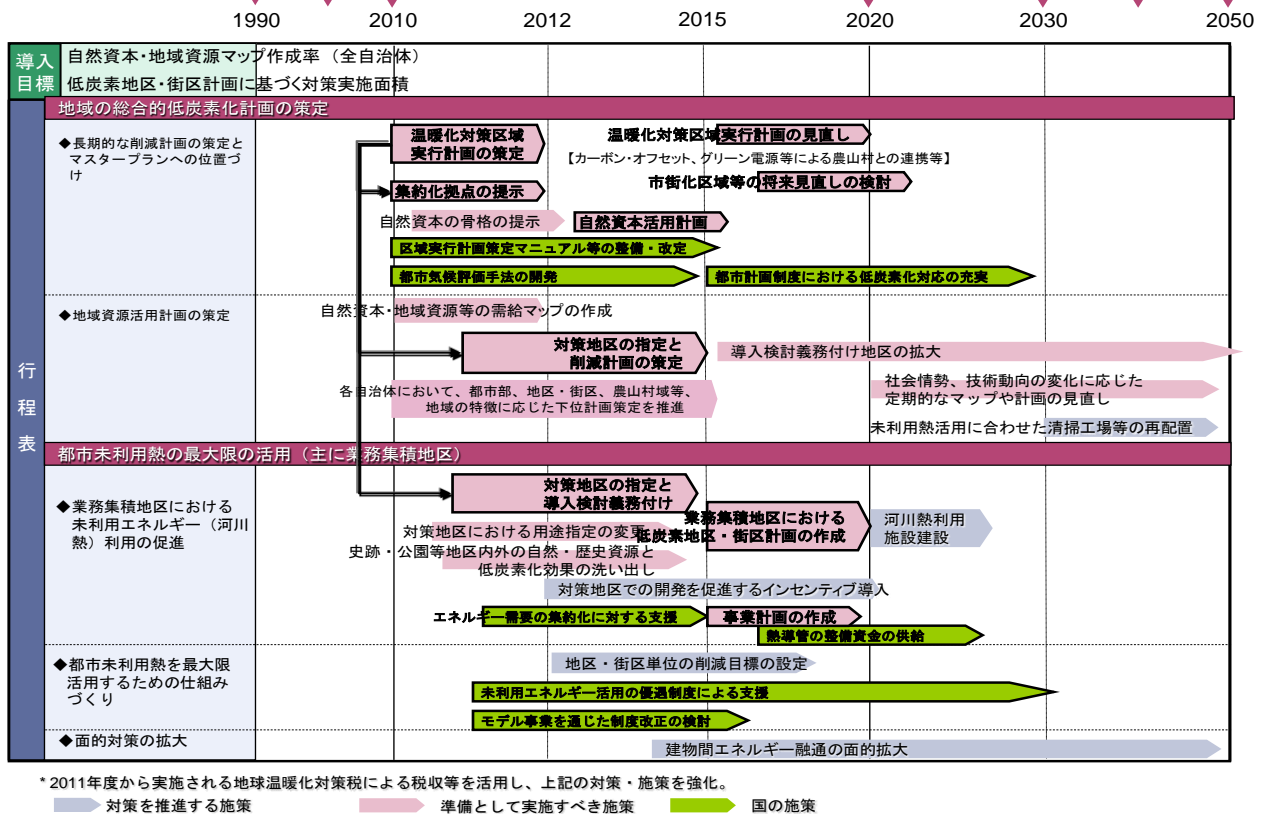 1990 2010 2012 2015 2020 2030 2050
導入
目標
自然資本・地域資源マップ作成率（全自治体）
低炭素地区・街区計画に基づく対策実施面積
行程表
地域の総合的低炭素化計画の策定
◆長期的な削減計画の策定と
マスタープランへの位置づ
け
温暖化対策区域
実行計画の策定
温暖化対策区域実行計画の見直し
【カーボン・オフセット、グリーン電源等による農山村との連携等】
集約化拠点の提示
市街化区域等の将来見直しの検討
自然資本の骨格の提示
自然資本活用計画
区域実行計画策定マニュアル等の整備・改定
都市気候評価手法の開発
都市計画制度における低炭素化対応の充実
◆地域資源活用計画の策定
自然資本・地域資源等の需給マップの作成
対策地区の指定と
削減計画の策定
導入検討義務付け地区の拡大
各自治体において、都市部、地区・街区、農山村域等、
地域の特徴に応じた下位計画策定を推進
社会情勢、技術動向の変化に応じた
定期的なマップや計画の見直し
未利用熱活用に合わせた清掃工場等の再配置
都市未利用熱の最大限の活用（主に業務集積地区）
◆業務集積地区における
未利用エネルギー（河川
熱）利用の促進
対策地区の指定と
導入検討義務付け
対策地区における用途指定の変更
業務集積地区における
低炭素地区・街区計画の作成
河川熱利用
施設建設
史跡・公園等地区内外の自然・歴史資源と
低炭素化効果の洗い出し
対策地区での開発を促進するインセンティブ導入
エネルギー需要の集約化に対する支援
事業計画の作成
熱導管の整備資金の供給
◆都市未利用熱を最大限
活用するための仕組み
づくり
地区・街区単位の削減目標の設定
未利用エネルギー活用の優遇制度による支援
モデル事業を通じた制度改正の検討
◆面的対策の拡大
建物間エネルギー融通の面的拡大
* 2011年度から実施される地球温暖化対策税による税収等を活用し、上記の対策・施策を強化。
対策を推進する施策
準備として実施すべき施策
国の施策